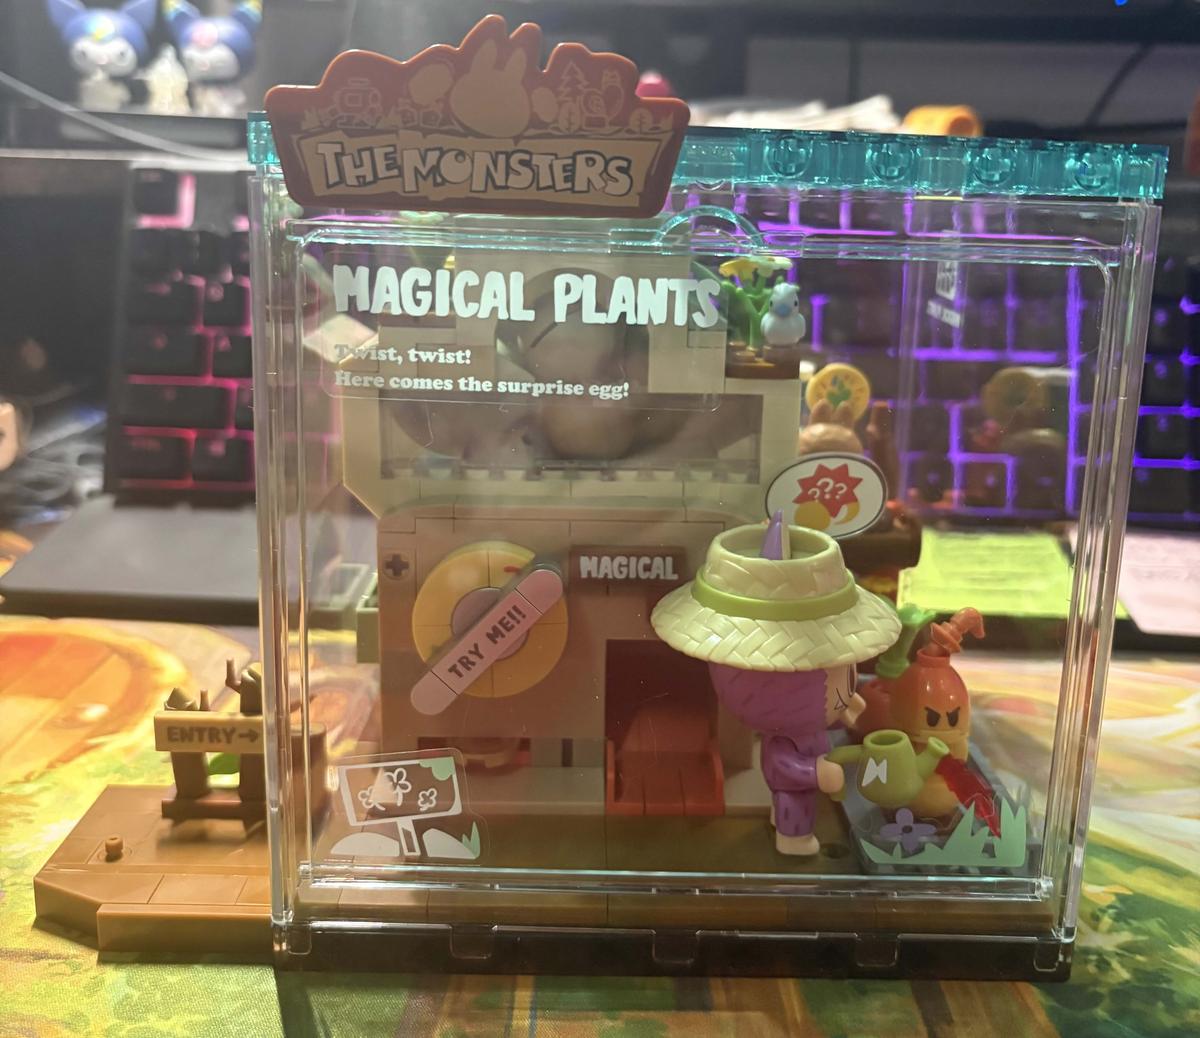 THE MONSTERS
MAGICAL PLANTS
Twist, twist!
Here comes the surprise egg!
???
MAGICAL
TRY ME!!
ENTRY→